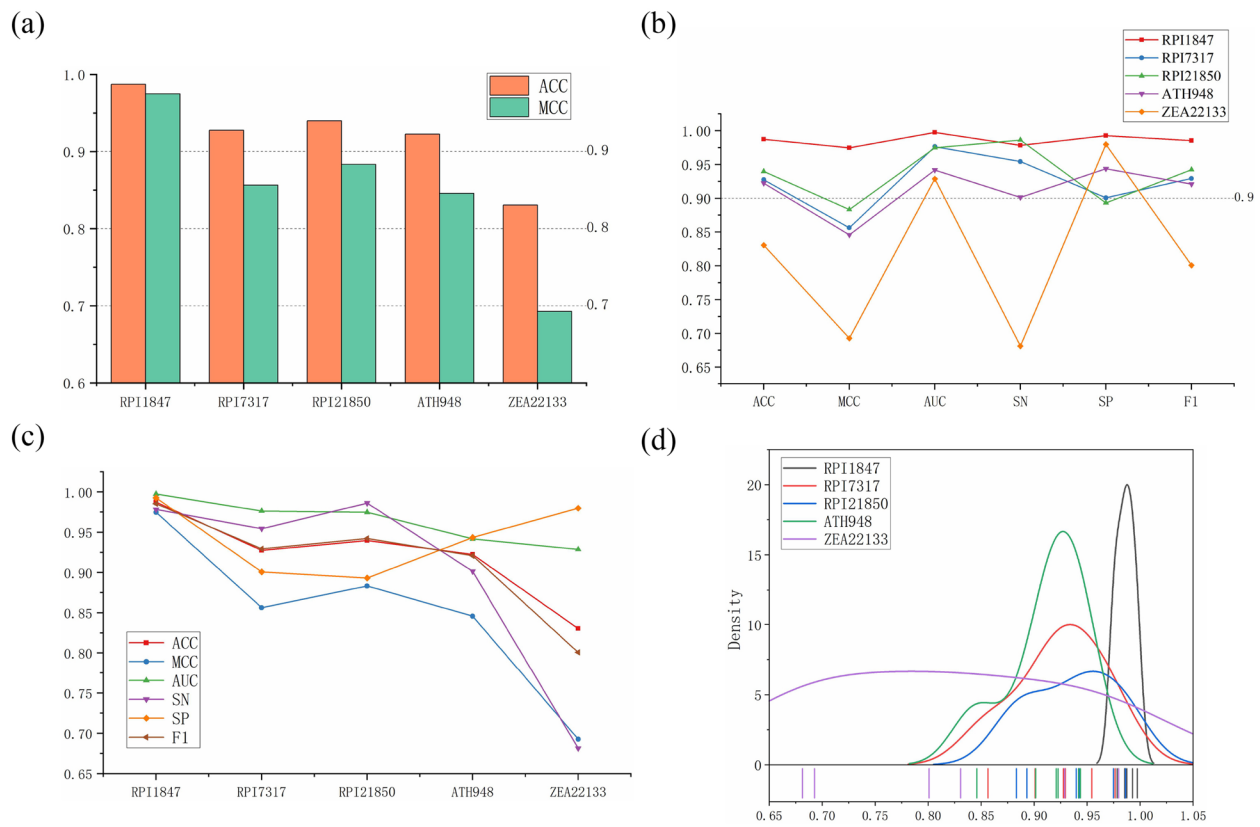 (a)
1.0
0.9
0.8
0.7
0.6
ACC
MCC
0.9
0.8
0.7
RPI1847 RPI7317 RPI21850 ATH948 ZEA22133
(b)
RPI1847
RPI7317
RPI21850
ATH948
ZEA22133
1.00
0.95
0.90
0.85
0.80
0.75
0.70
0.65
0.9
ACC MCC AUC SN SP F1
(c)
1.00
0.95
0.90
0.85
0.80
0.75
0.70
0.65
ACC
MCC
AUC
SN
SP
F1
RPI1847 RPI7317 RPI21850 ATH948 ZEA22133
(d)
RPI1847
RPI7317
RPI21850
ATH948
ZEA22133
Density
20
15
10
5
0
0.65 0.70 0.75 0.80 0.85 0.90 0.95 1.00 1.05